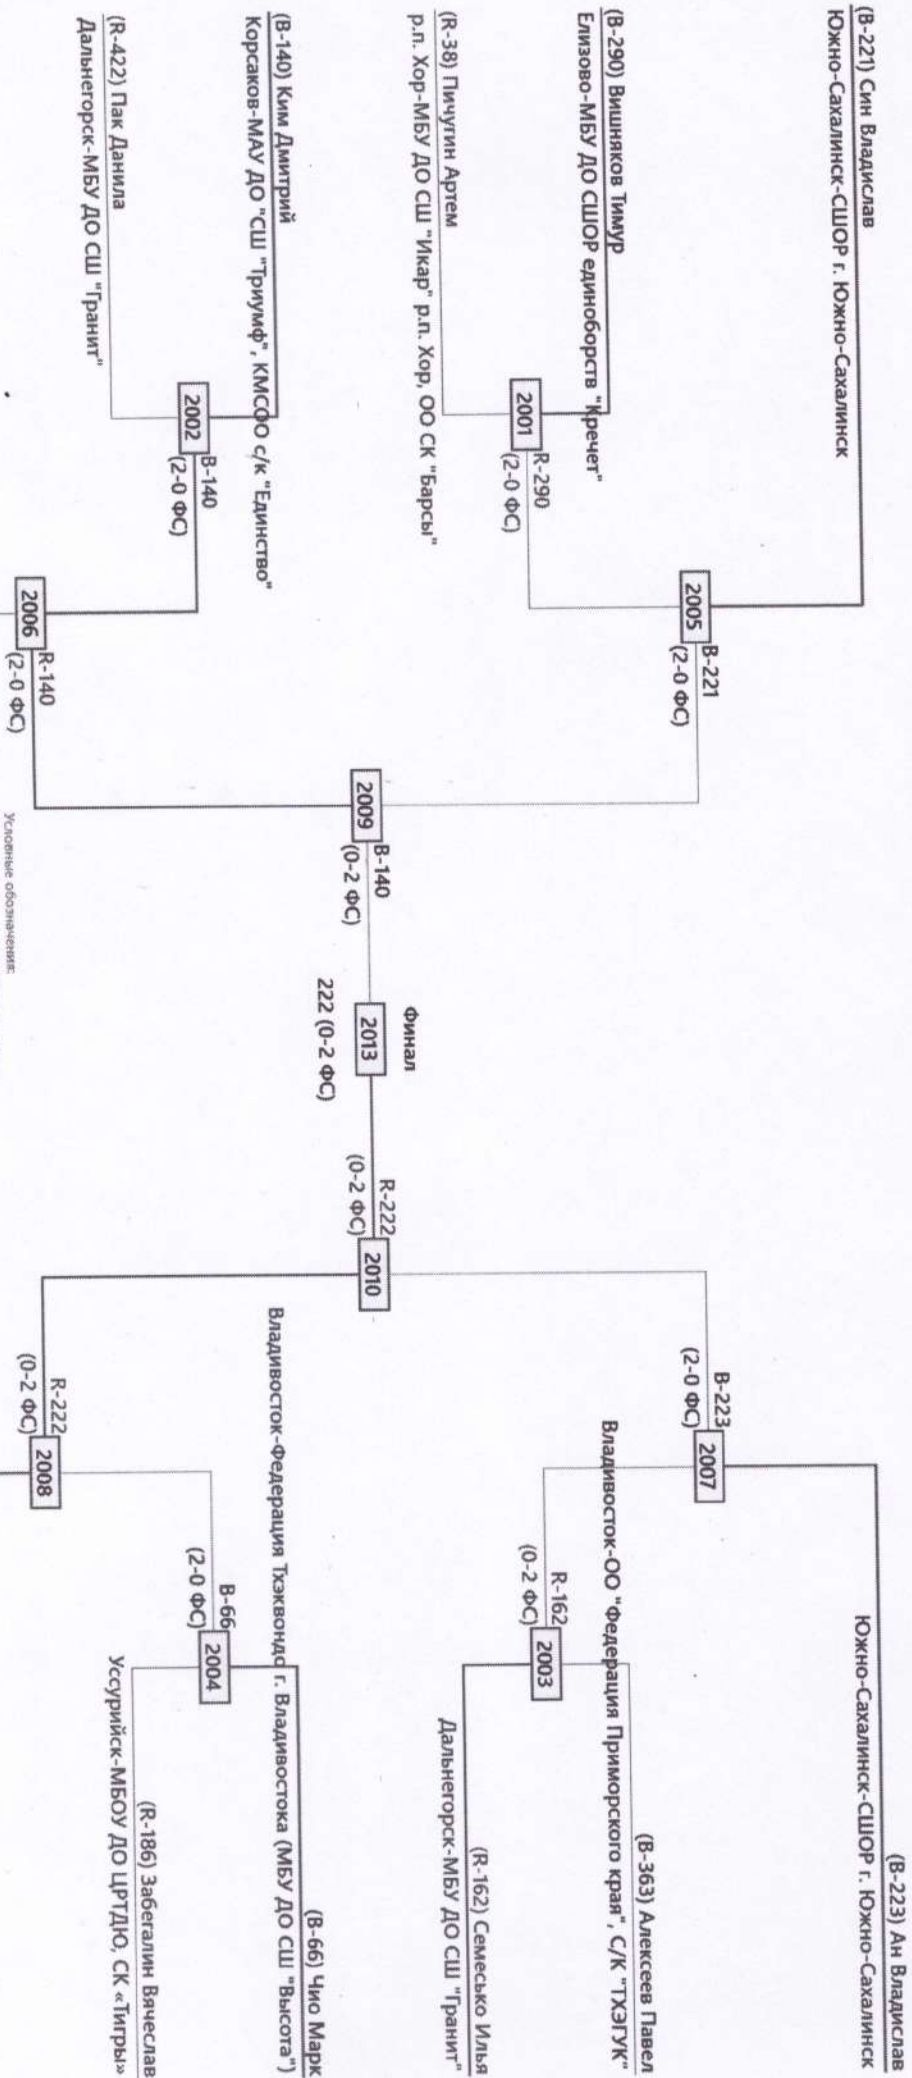 (B-221) Син Владислав
Южно-Сахалинск-СШОР г. Южно-Сахалинск
2005
B-221
(2-0 ФС)
(B-290) Вишняков Тимур
Елизово-МБУ ДО СШОР единоборств "Кречет"
2001
R-290
(2-0 ФС)
(R-38) Пичугин Артем
р.п. Хор-МБУ ДО СШ "Икар" р.п. Хор, ОО СК "Барсы"
2009
B-140
(0-2 ФС)
(B-140) Ким Дмитрий
Корсаков-МАУ ДО "СШ "Триумф", КМСОО с/к "Единство"
2002
B-140
(2-0 ФС)
(R-422) Пак Данила
Дальнегорск-МБУ ДО СШ "Гранит"
2006
R-140
(2-0 ФС)
Финал
2013
222 (0-2 ФС)
(B-223) Ан Владислав
Южно-Сахалинск-СШОР г. Южно-Сахалинск
B-223
(2-0 ФС)
2007
(B-363) Алексеев Павел
Владивосток-ОО "Федерация Приморского края", С/К "ТХЭГУК"
R-162
(0-2 ФС)
2003
(R-162) Семесько Илья
Дальнегорск-МБУ ДО СШ "Гранит"
R-222
(0-2 ФС)
2010
(B-66) Чио Марк
Владивосток-Федерация Тхэквондо г. Владивостока (МБУ ДО СШ "Высота")
B-66
(2-0 ФС)
2004
(R-186) Забегалин Вячеслав
Уссурийск-МБОУ ДО ЦРТДЮ, СК «Тигры»
R-222
(0-2 ФС)
2008
Условные обозначения: